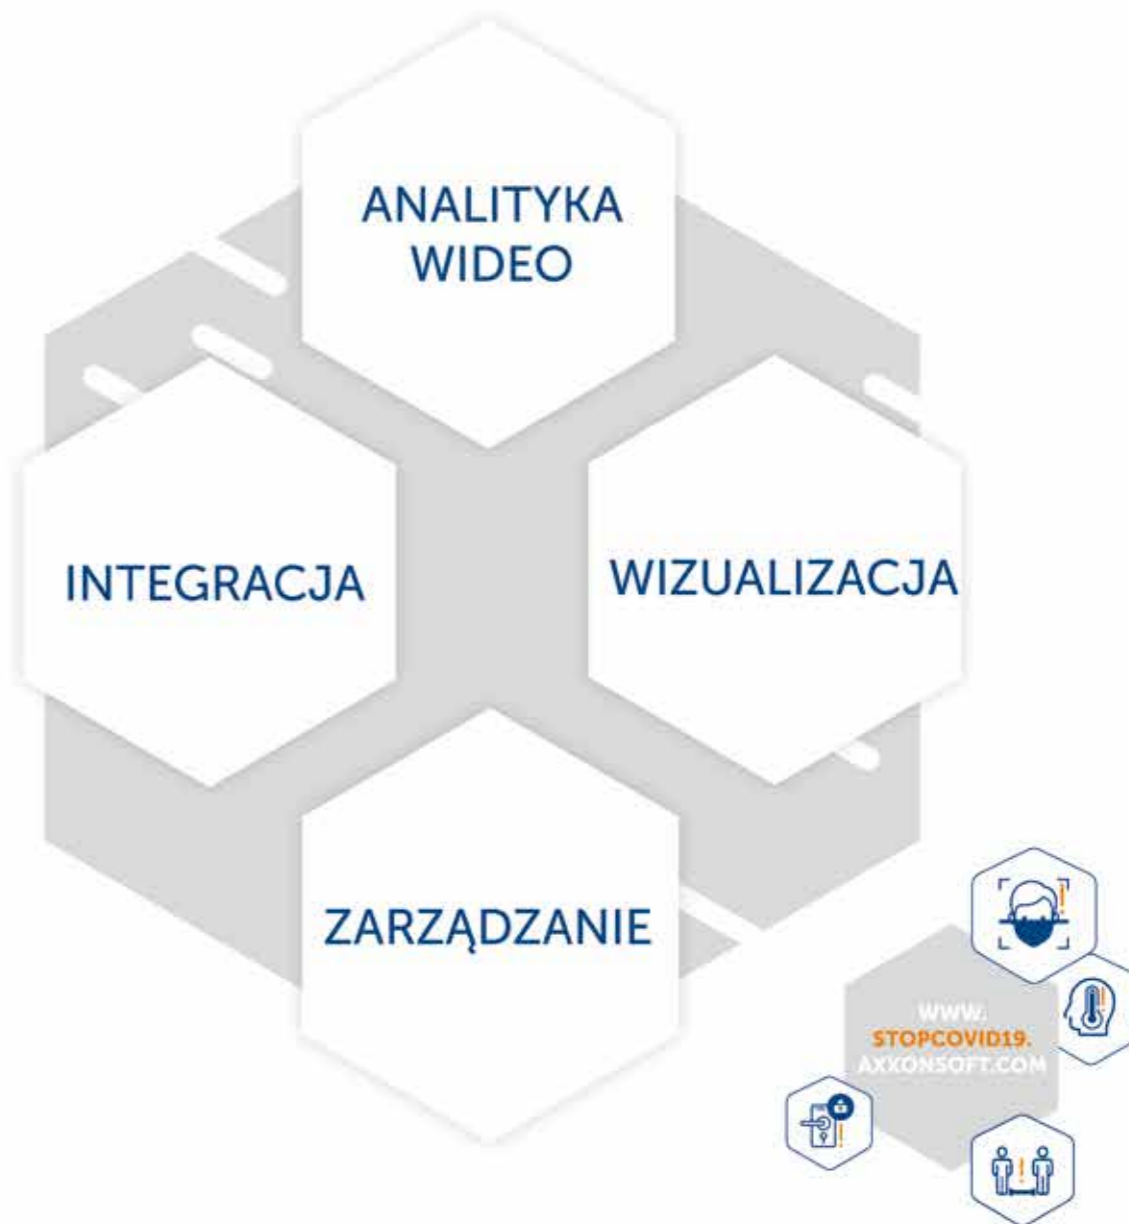 ANALITYKA
WIDEO
INTEGRACJA
WIZUALIZACJA
ZARZĄDZANIE
WWW.
STOPCOVID19.
AXXONSOFT.COM